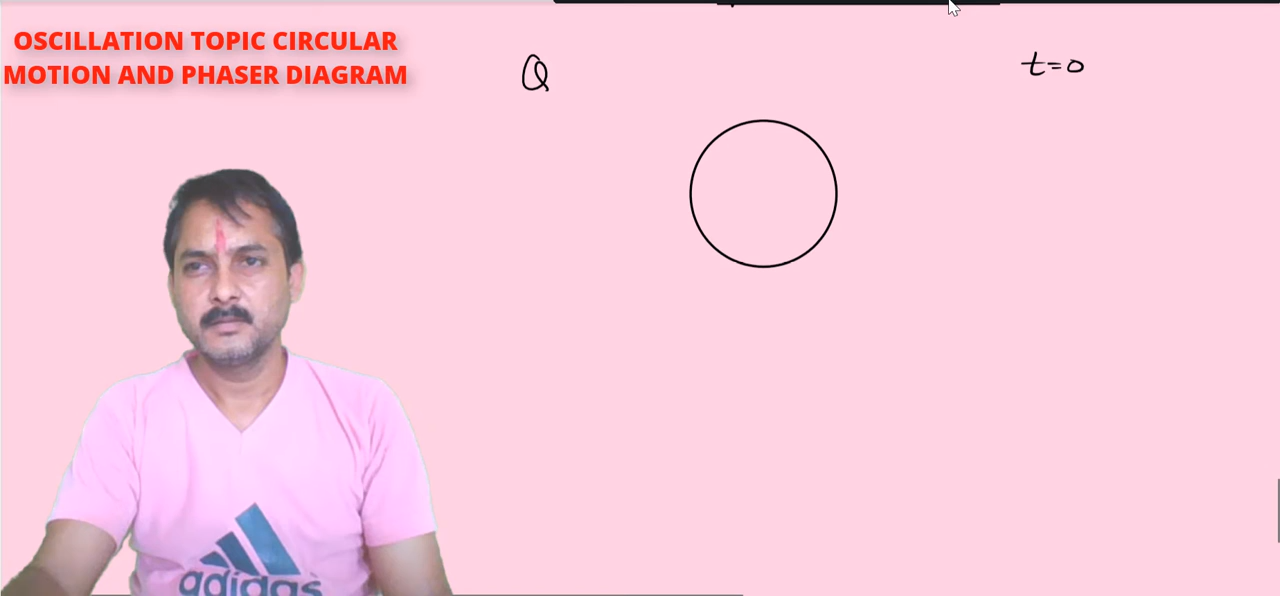 OSCILLATION TOPIC CIRCULAR
MOTION AND PHASER DIAGRAM
Q
t=0
adidas